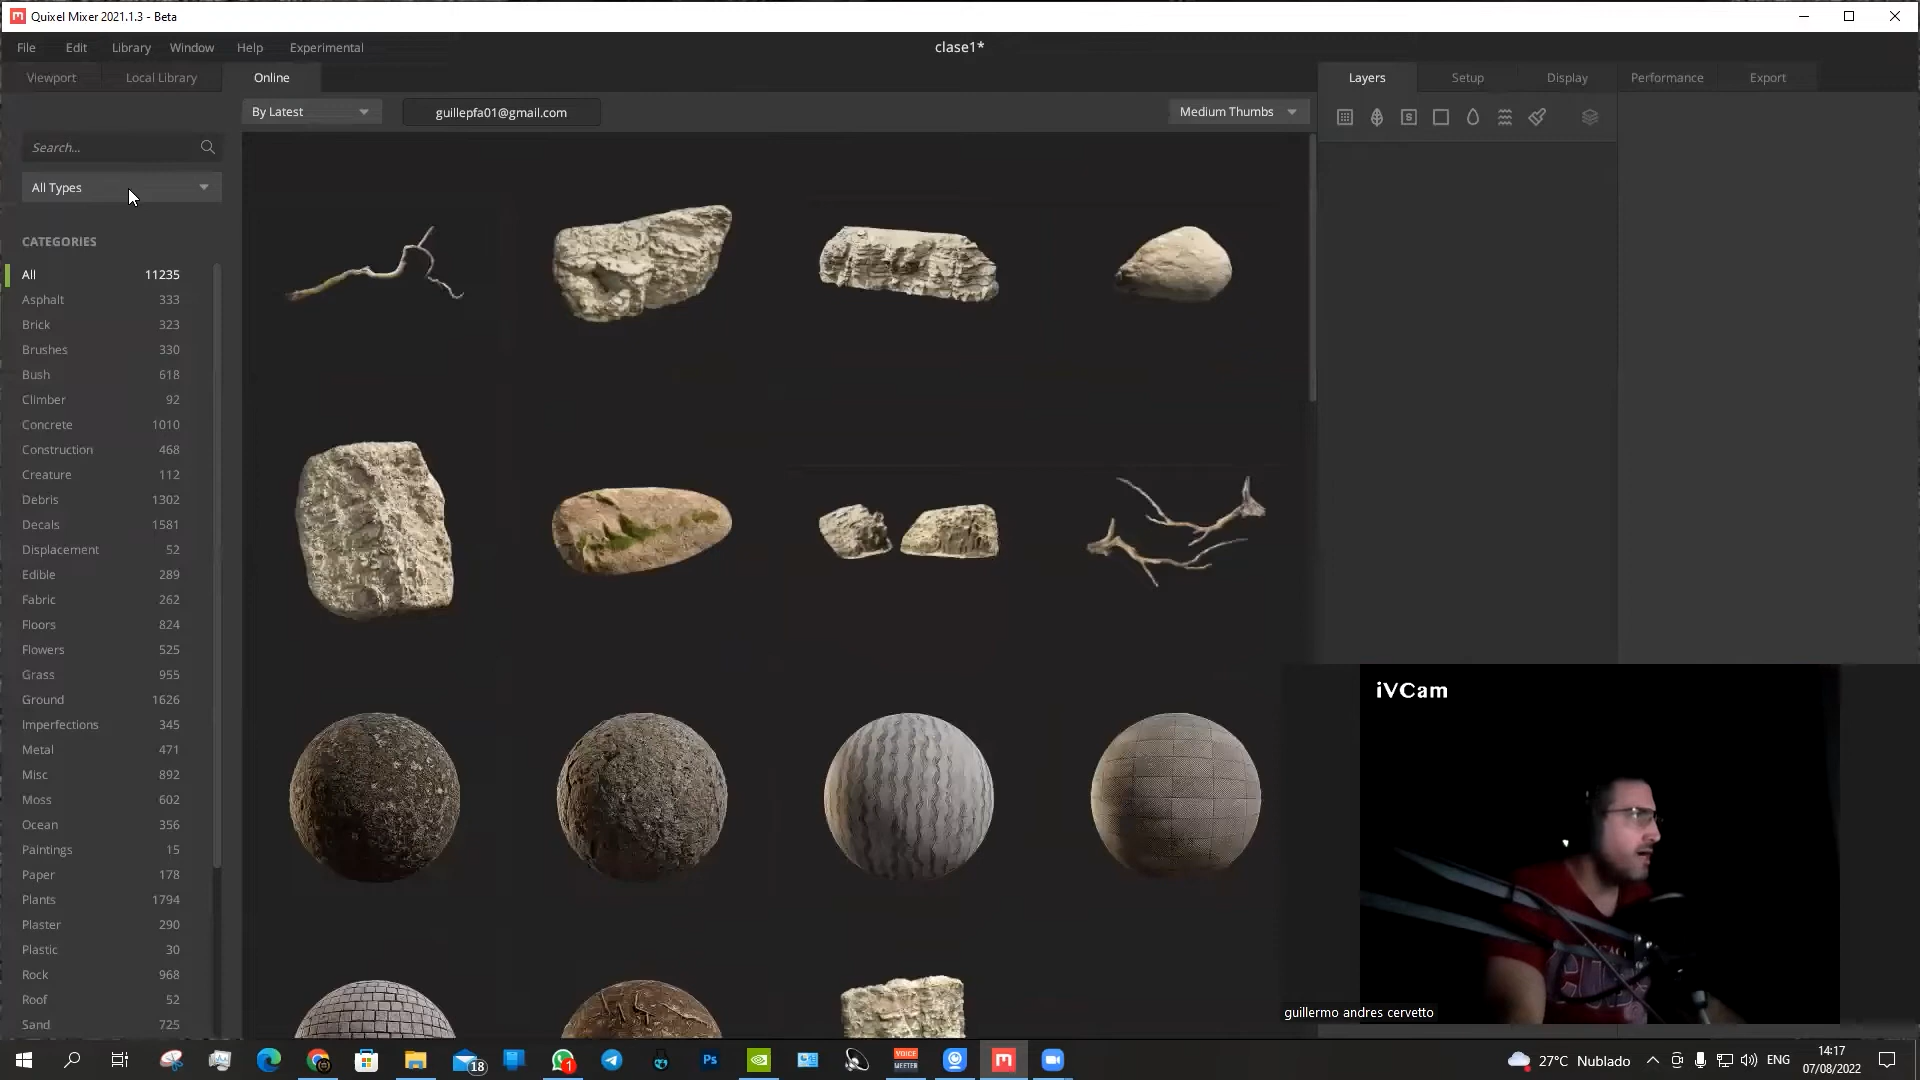 Quixel Mixer 2021.1.3 - Beta
File Edit Library Window Help Experimental
clase1*
Viewport Local Library Online
Layers Setup Display Performance Export
By Latest
guillepfa01@gmail.com
Medium Thumbs
Search...
All Types
CATEGORIES
All 11235
Asphalt 333
Brick 323
Brushes 330
Bush 618
Climber 92
Concrete 1010
Construction 468
Creature 112
Debris 1302
Decals 1581
Displacement 52
Edible 289
Fabric 262
Floors 824
Flowers 525
Grass 955
Ground 1626
Imperfections 345
Metal 471
Misc 892
Moss 602
Ocean 356
Paintings 15
Paper 178
Plants 1794
Plaster 290
Plastic 30
Rock 968
Roof 52
Sand 725
iVCam
guillermo andres cervetto
18
1
Ps
VOICE
MEETER
27°C Nublado
ENG
14:17
07/08/2022